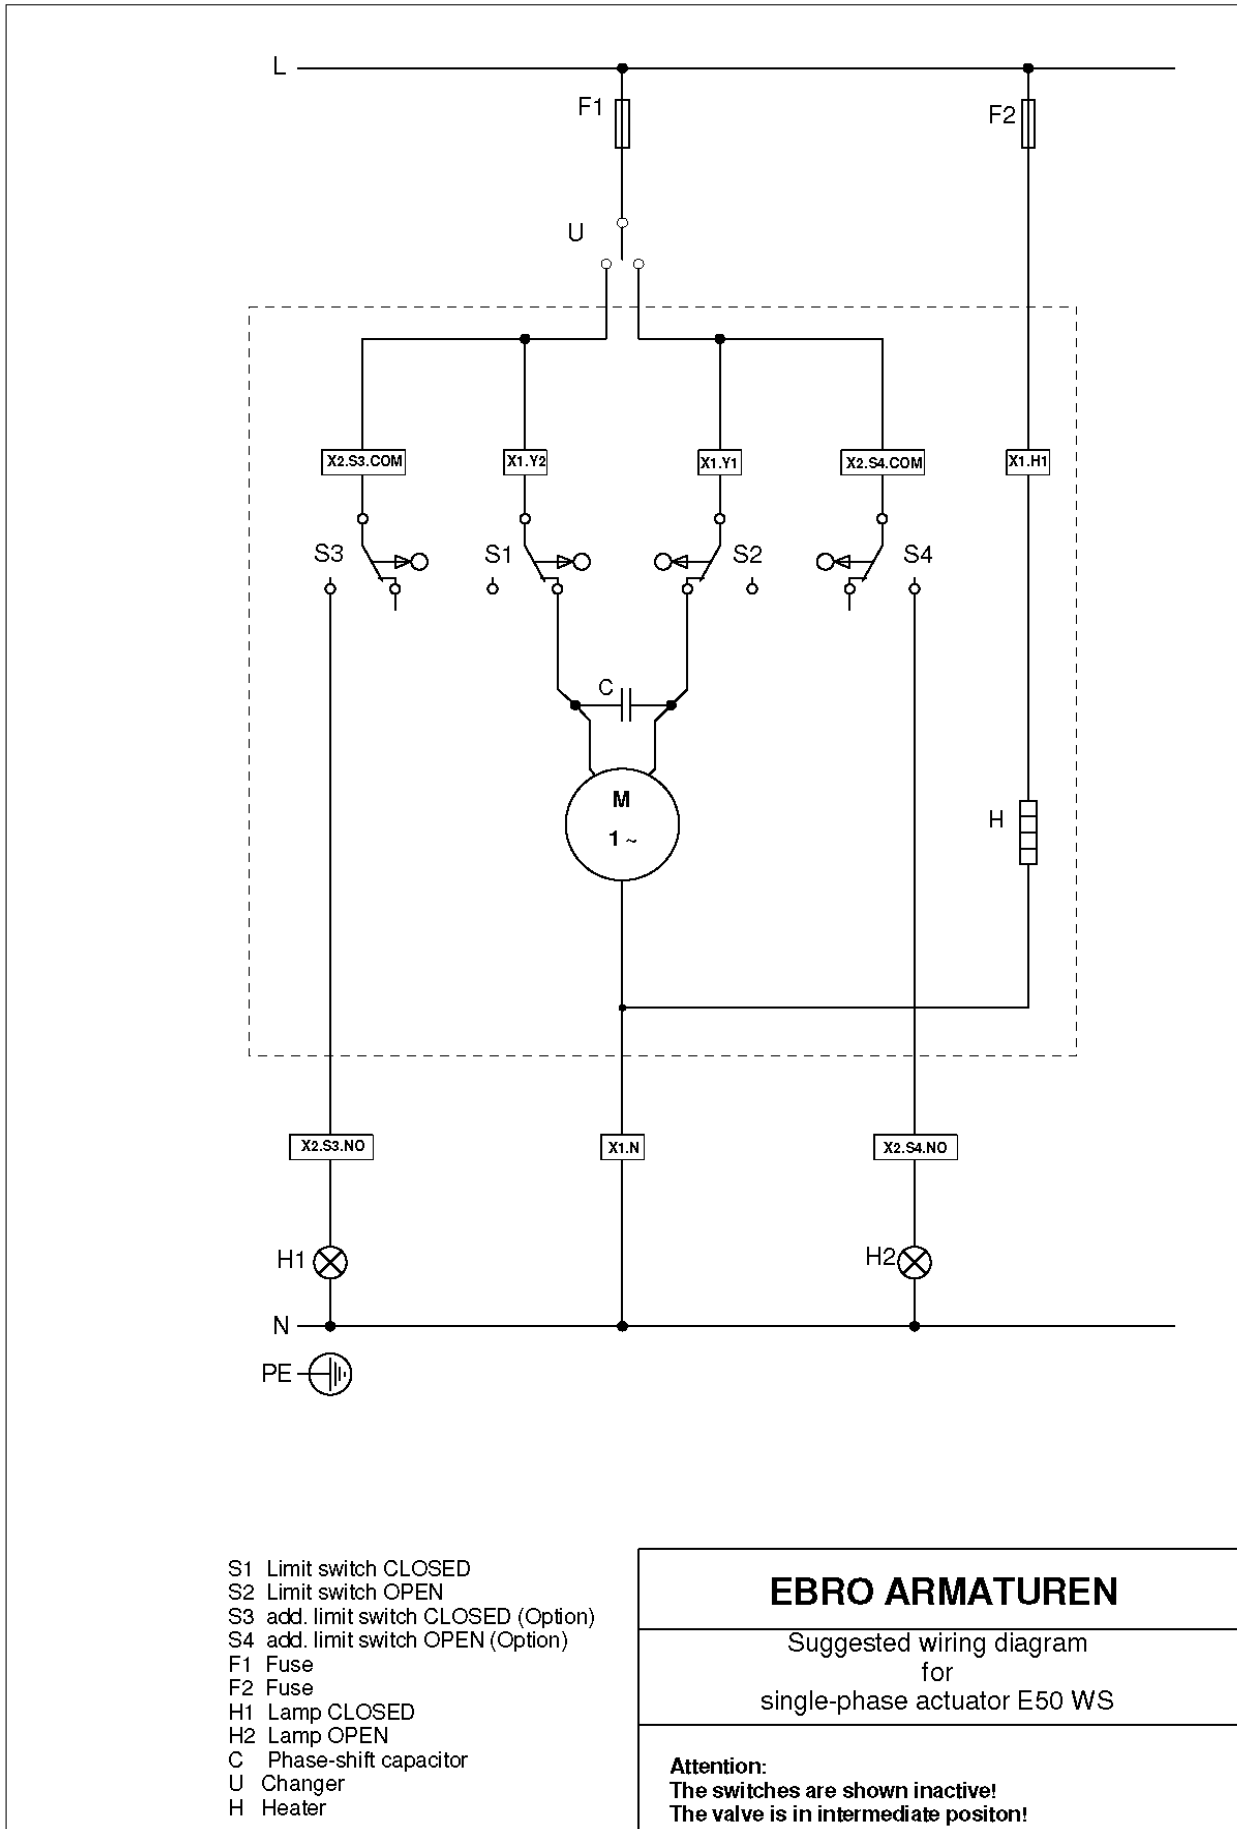 L
F1
F2
U
X2.S3.COM
X1.Y2
X1.Y1
X2.S4.COM
X1.H1
S3
S1
S2
S4
C
M
1 ~
H
X2.S3.NO
X1.N
X2.S4.NO
H1
H2
N
PE
S1 Limit switch CLOSED
S2 Limit switch OPEN
S3 add. limit switch CLOSED (Option)
S4 add. limit switch OPEN (Option)
F1 Fuse
F2 Fuse
H1 Lamp CLOSED
H2 Lamp OPEN
C Phase-shift capacitor
U Changer
H Heater
EBRO ARMATUREN
Suggested wiring diagram
for
single-phase actuator E50 WS
Attention:
The switches are shown inactive!
The valve is in intermediate positon!